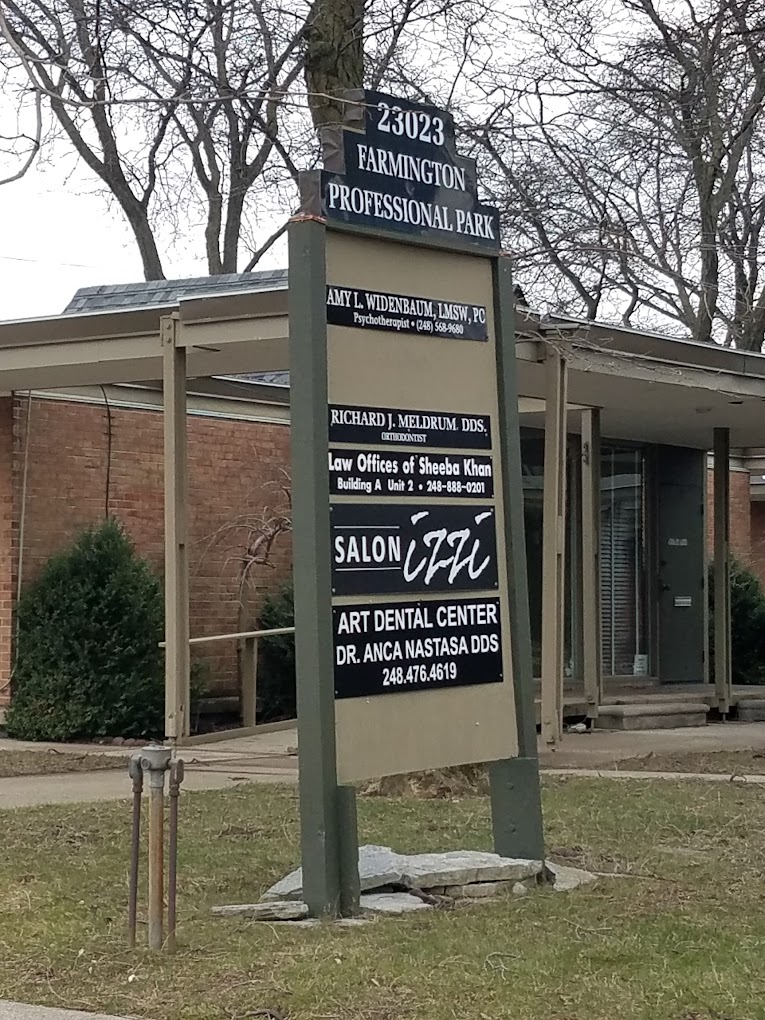 23023
FARMINGTON
PROFESSIONAL PARK
AMY L. WIDENBAUM, LMSW, PC
Psychotherapist • (248) 568-9680
RICHARD J. MELDRUM DDS.
ORTHODONTIST
Law Offices of Sheeba Khan
Building A Unit 2 • 248-888-0201
SALON izzi
ART DENTAL CENTER
DR. ANCA NASTASA DDS
248.476.4619